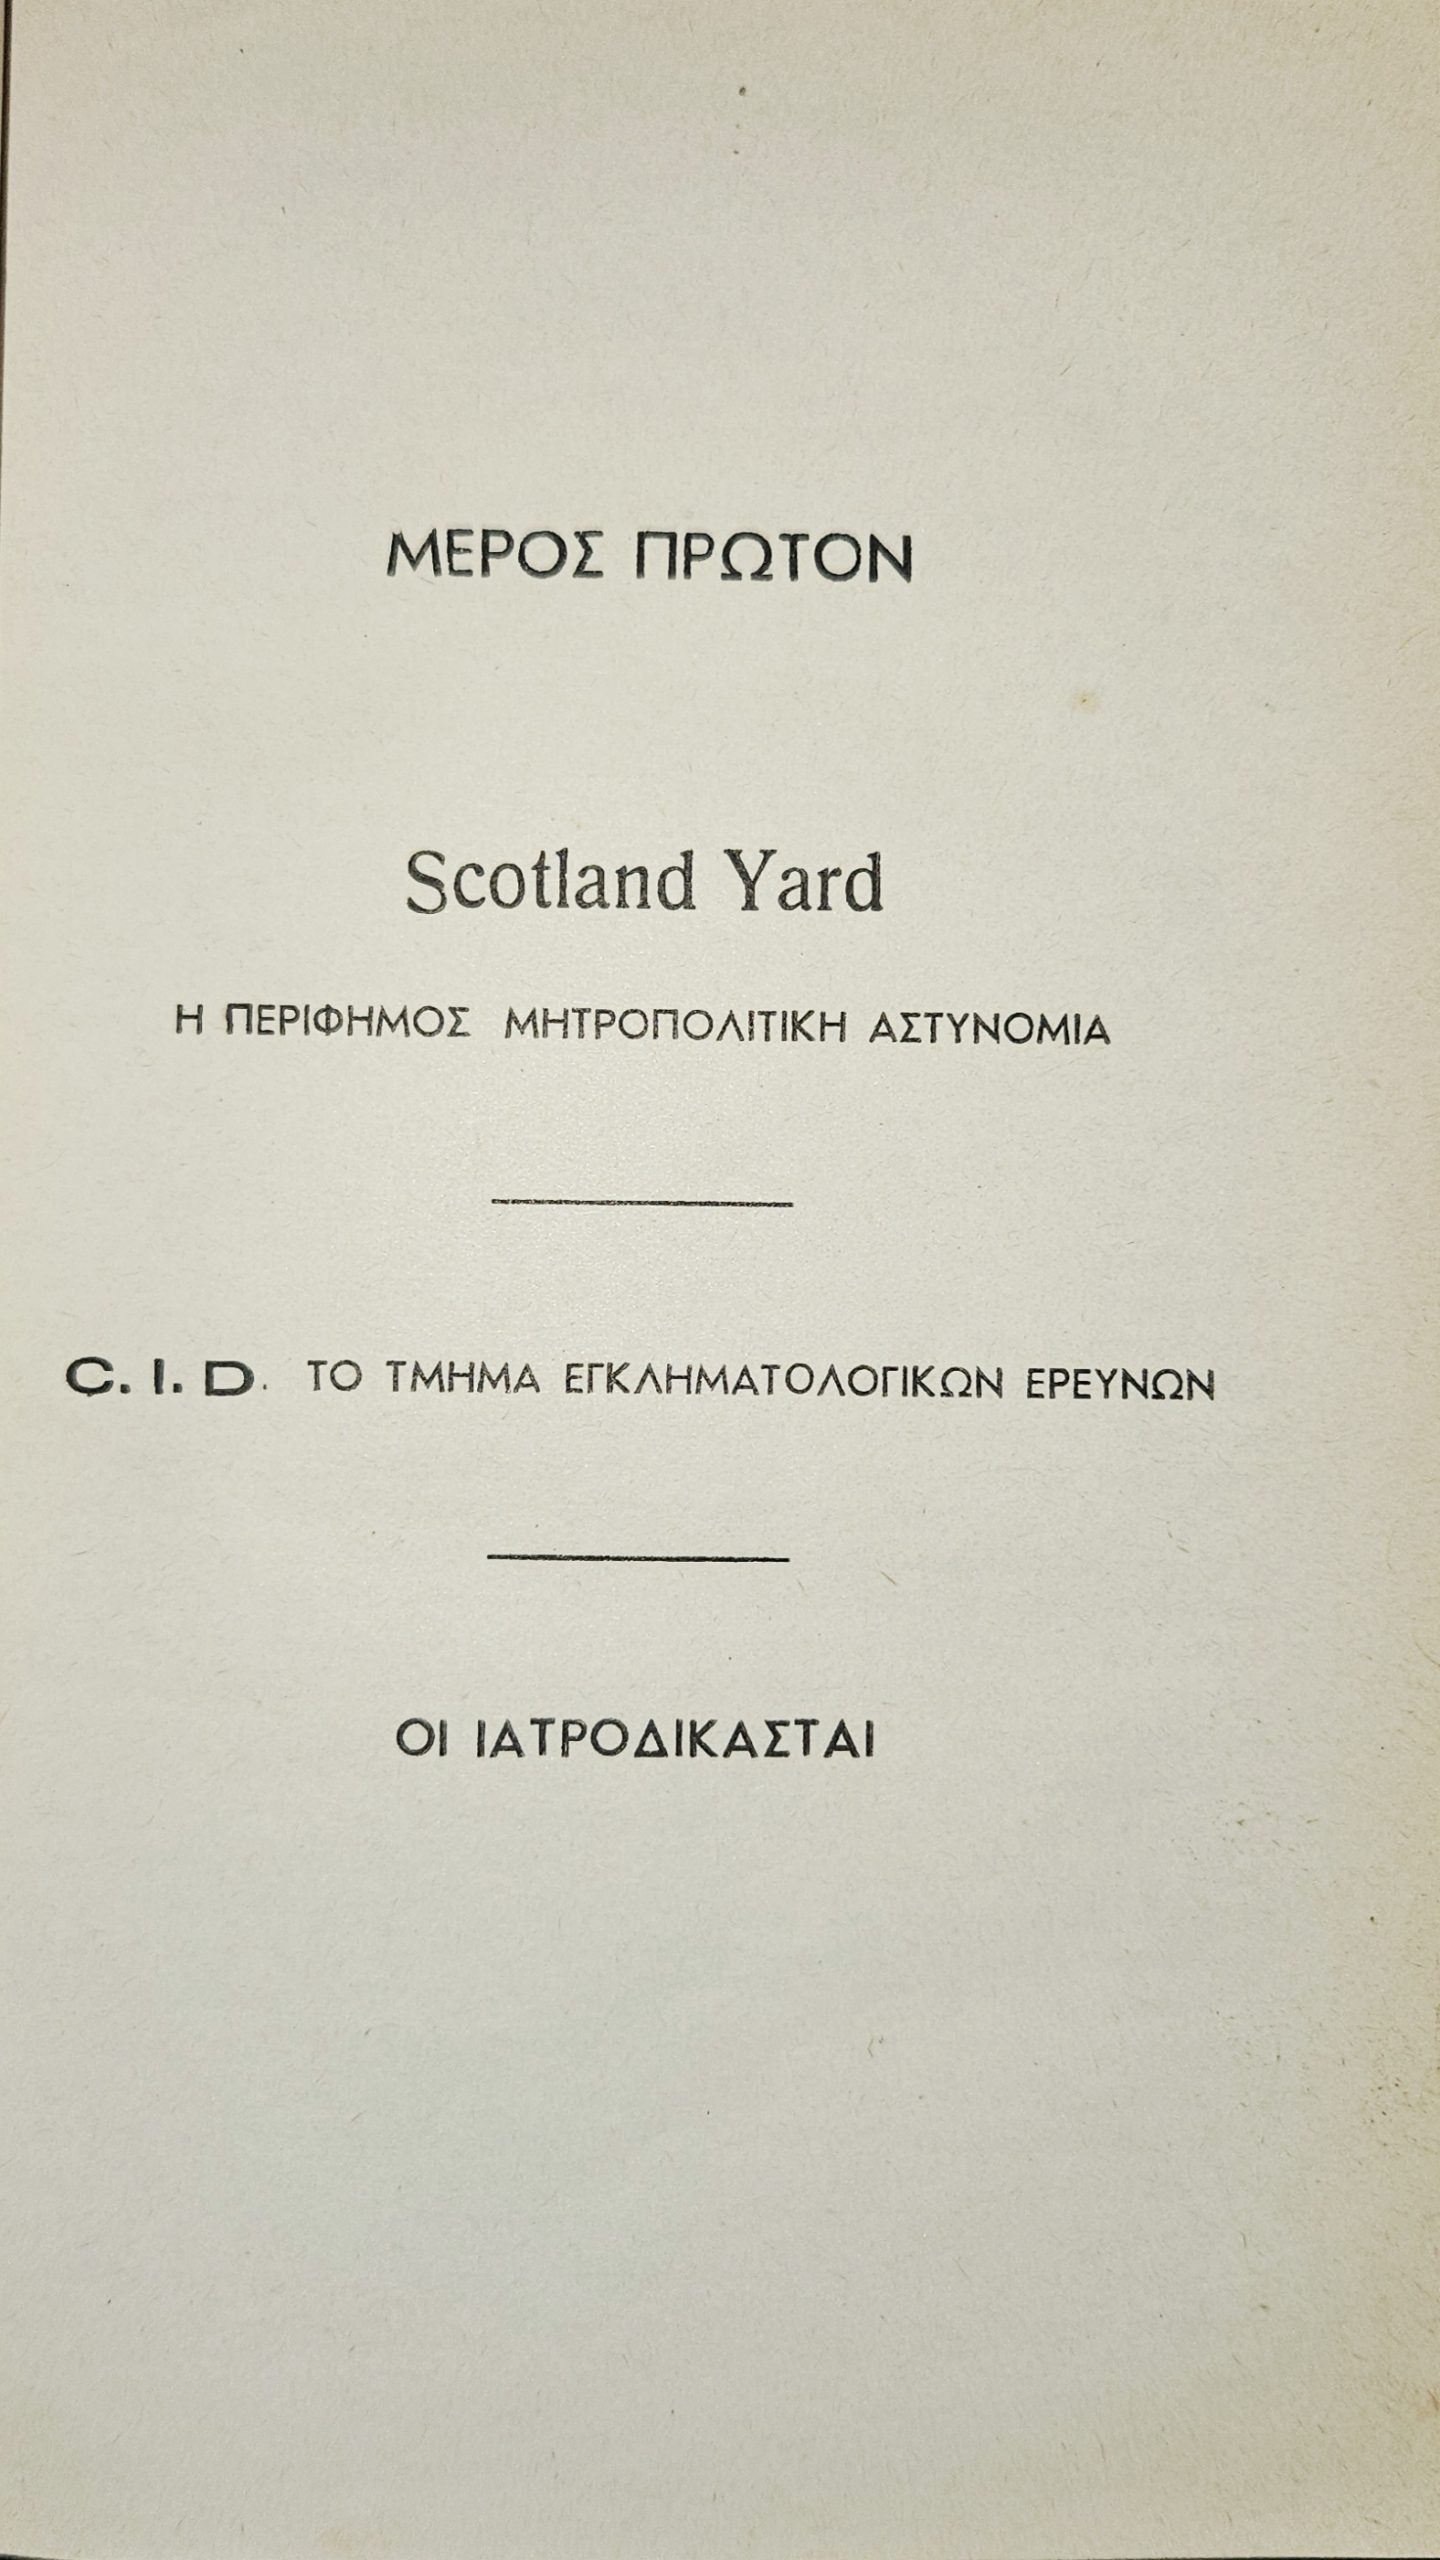 ΜΕΡΟΣ ΠΡΩΤΟΝ
Scotland Yard
Η ΠΕΡΙΦΗΜΟΣ ΜΗΤΡΟΠΟΛΙΤΙΚΗ ΑΣΤΥΝΟΜΙΑ
C. I. D. ΤΟ ΤΜΗΜΑ ΕΓΚΛΗΜΑΤΟΛΟΓΙΚΩΝ ΕΡΕΥΝΩΝ
ΟΙ ΙΑΤΡΟΔΙΚΑΣΤΑΙ